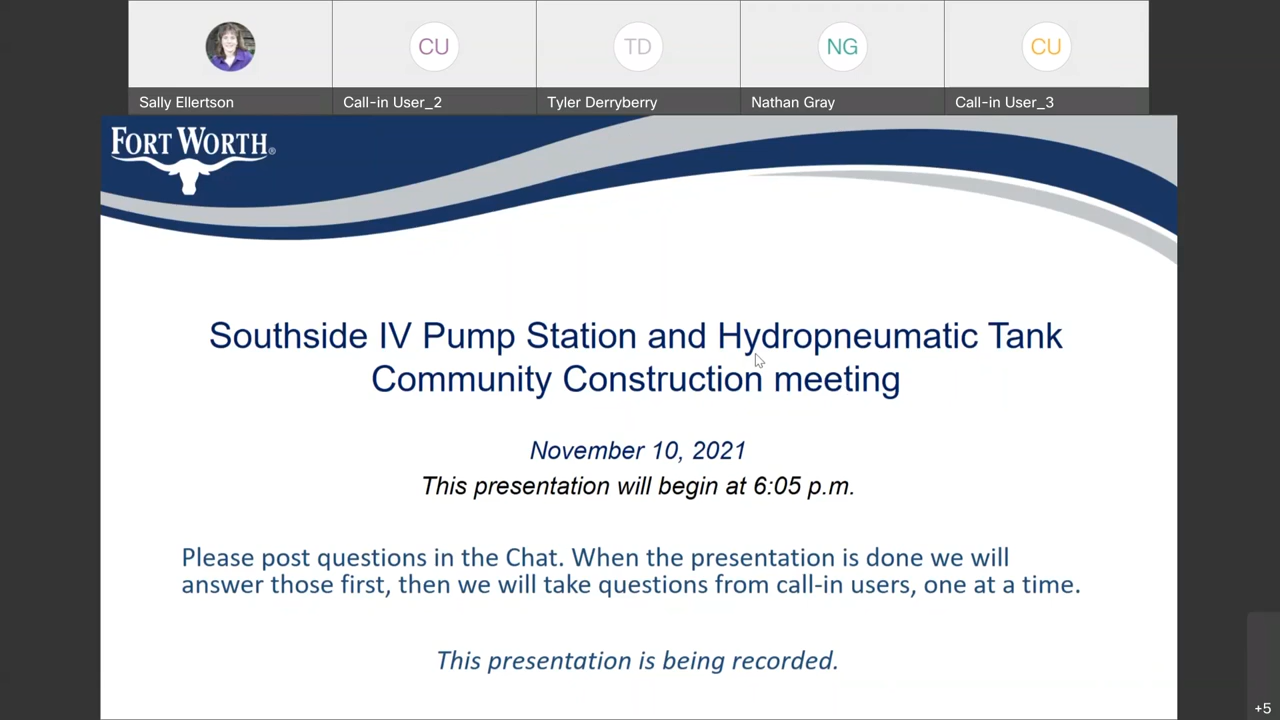 CU
TD
NG
CU
Sally Ellertson
Call-in User_2
Tyler Derryberry
Nathan Gray
Call-in User_3
FORT WORTH®
Southside IV Pump Station and Hydropneumatic Tank
Community Construction meeting
November 10, 2021
This presentation will begin at 6:05 p.m.
Please post questions in the Chat. When the presentation is done we will
answer those first, then we will take questions from call-in users, one at a time.
This presentation is being recorded.
+5